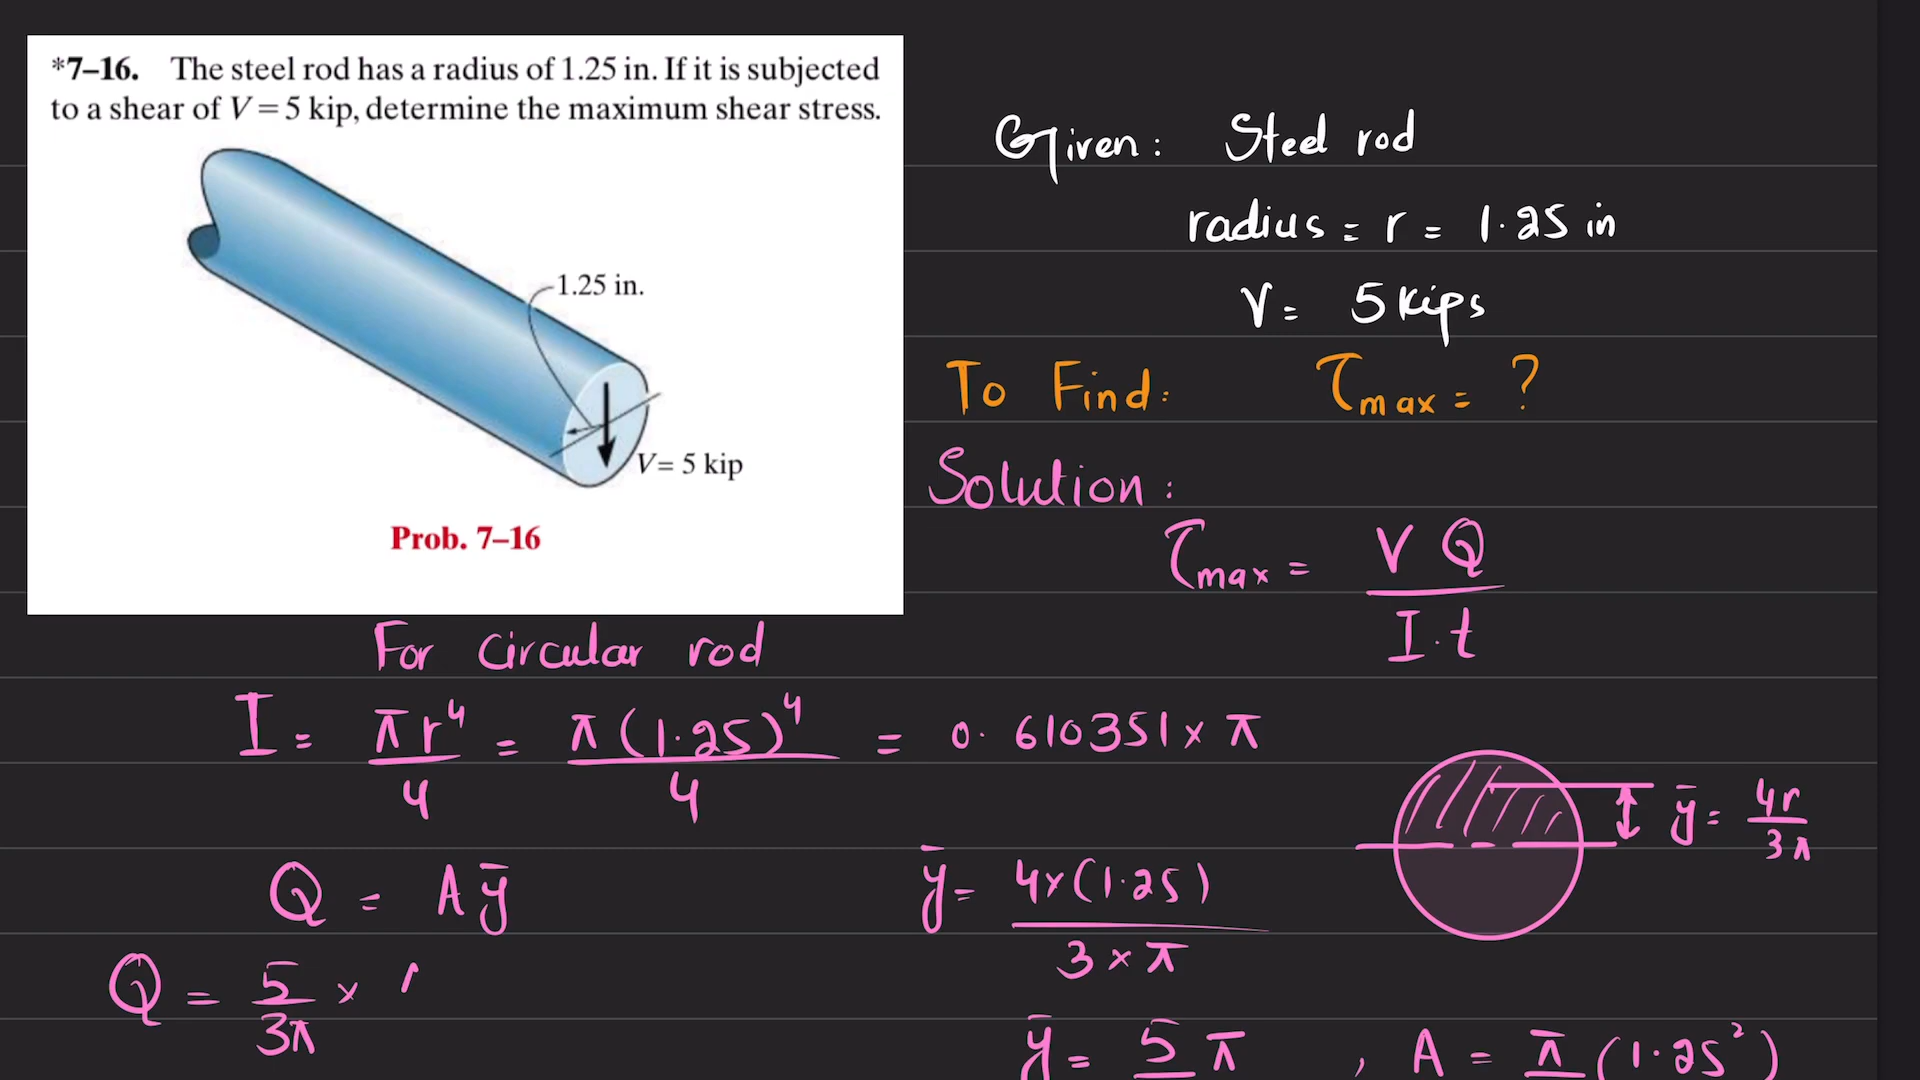 *7–16. The steel rod has a radius of 1.25 in. If it is subjected
to a shear of V = 5 kip, determine the maximum shear stress.
1.25 in.
V = 5 kip
Prob. 7–16
Given: Steel rod
radius = r = 1.25 in
V = 5 kips
To Find: τmax = ?
Solution:
τmax = V Q / I.t
For circular rod
I = πr⁴/4 = π(1.25)⁴/4 = 0.610351 × π
ȳ = 4r/3π
Q = Aȳ
ȳ = 4×(1.25) / 3×π
Q = 5/3π ×
ȳ = 5 π , A = π (1.25²)